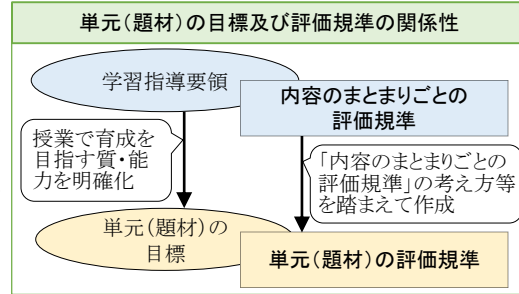 単元(題材)の目標及び評価規準の関係性
学習指導要領
内容のまとまりごとの
評価規準
授業で育成を
目指す質・能
力を明確化
「内容のまとまりごとの
評価規準」の考え方等
を踏まえて作成
単元(題材)の
目標
単元(題材)の評価規準